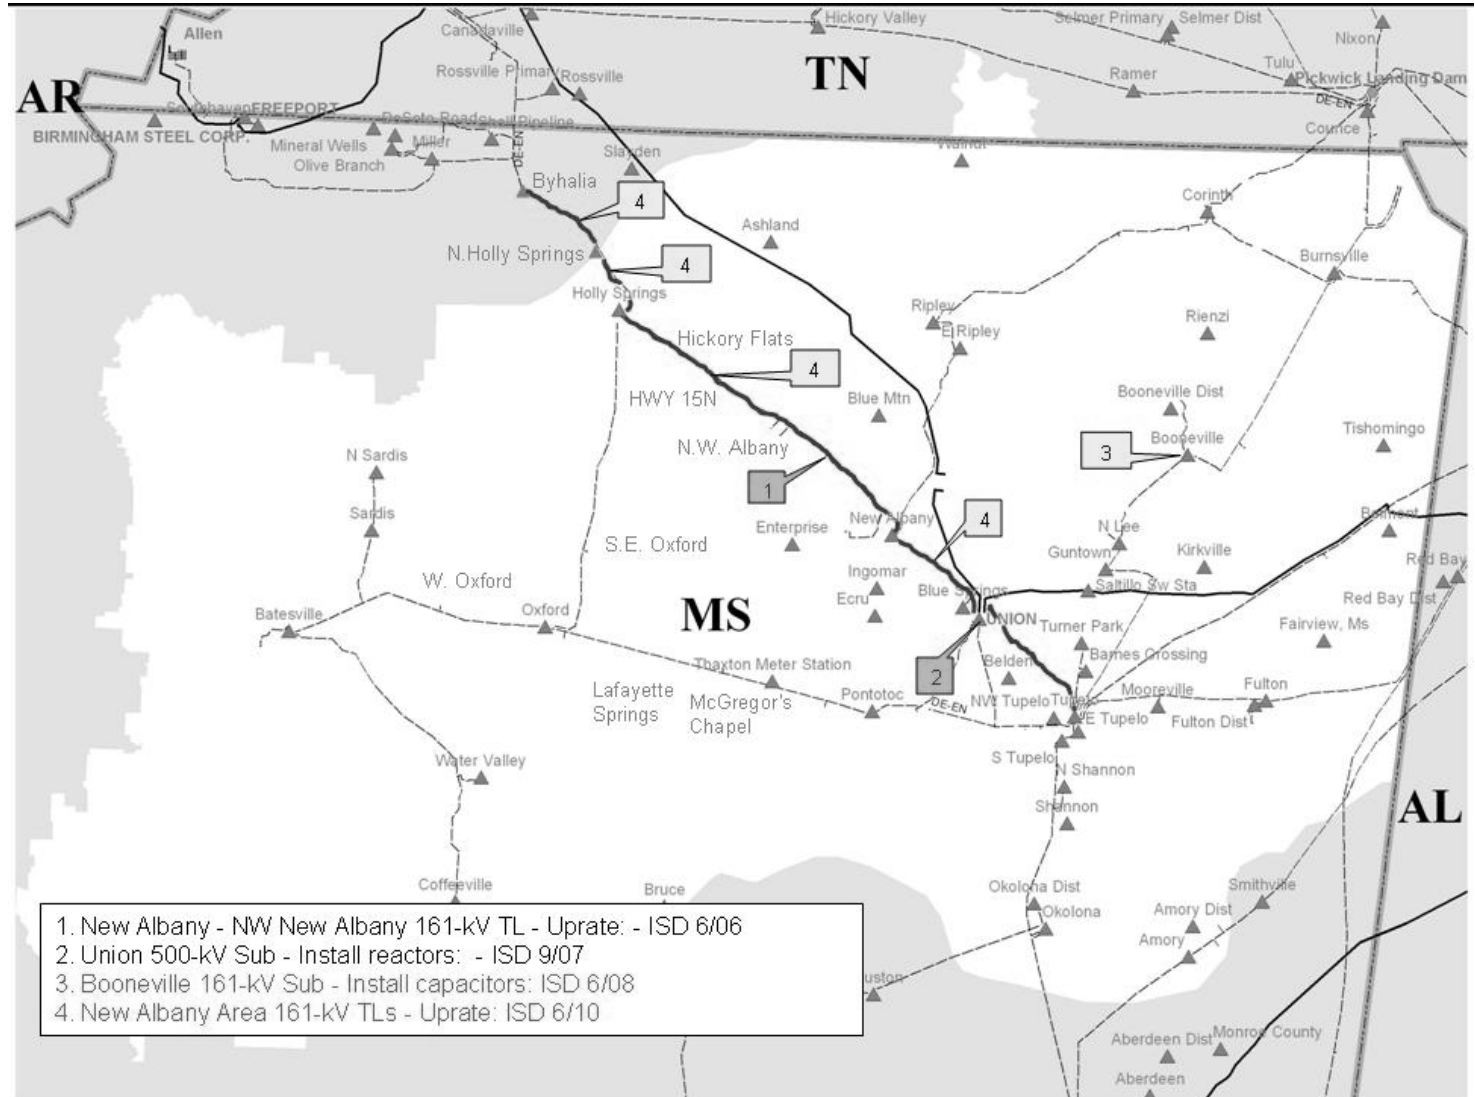 Hickory Valley
Selmer Primary
Selmer Dist
Canadaville
Allen
Nixon
TN
Rossville Primary
Rossville
Ramer
Tulu
Pickwick Landing Dam
AR
DE-EN
Southaven
FREEPORT
DeSoto Road
Shell Pipeline
Counce
BIRMINGHAM STEEL CORP.
Mineral Wells
Miller
Olive Branch
DE-EN
Slayden
Walnut
Byhalia
4
Corinth
Ashland
N.Holly Springs
4
Burnsville
Holly Springs
Ripley
E Ripley
Rienzi
Hickory Flats
4
HWY 15N
Blue Mtn
Booneville Dist
Tishomingo
N.W. Albany
3
Booneville
N Sardis
1
Sardis
Enterprise
New Albany
4
N Lee
Belmont
S.E. Oxford
Guntown
Kirkville
Red Bay
W. Oxford
Ingomar
Blue Springs
Saltillo Sw Sta
Red Bay Dist
Batesville
Oxford
MS
Ecru
UNION
Turner Park
Fairview, Ms
Thaxton Meter Station
2
Belden
Barnes Crossing
Lafayette
Springs
McGregor's
Chapel
Pontotoc
DE-EN
NW Tupelo
Tupelo
Mooreville
Fulton
E Tupelo
Fulton Dist
Water Valley
S Tupelo
N Shannon
Shannon
AL
Coffeeville
Bruce
Okolona Dist
Okolona
Smithville
Amory Dist
Amory
uston
1. New Albany - NW New Albany 161-kV TL - Uprate: - ISD 6/06
2. Union 500-kV Sub - Install reactors: - ISD 9/07
3. Booneville 161-kV Sub - Install capacitors: ISD 6/08
4. New Albany Area 161-kV TLs - Uprate: ISD 6/10
Aberdeen Dist
Monroe County
Aberdeen